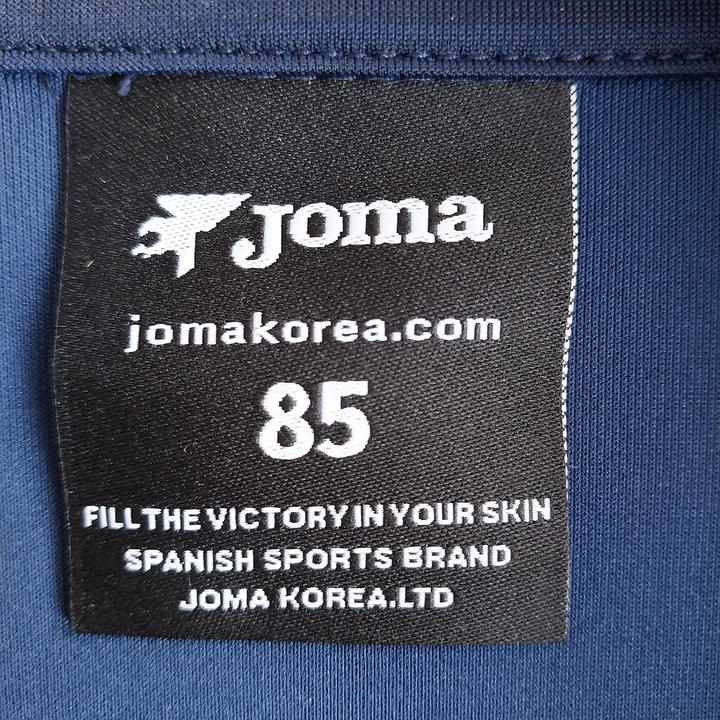 Joma
jomakorea.com
85
FILL THE VICTORY IN YOUR SKIN
SPANISH SPORTS BRAND
JOMA KOREA.LTD